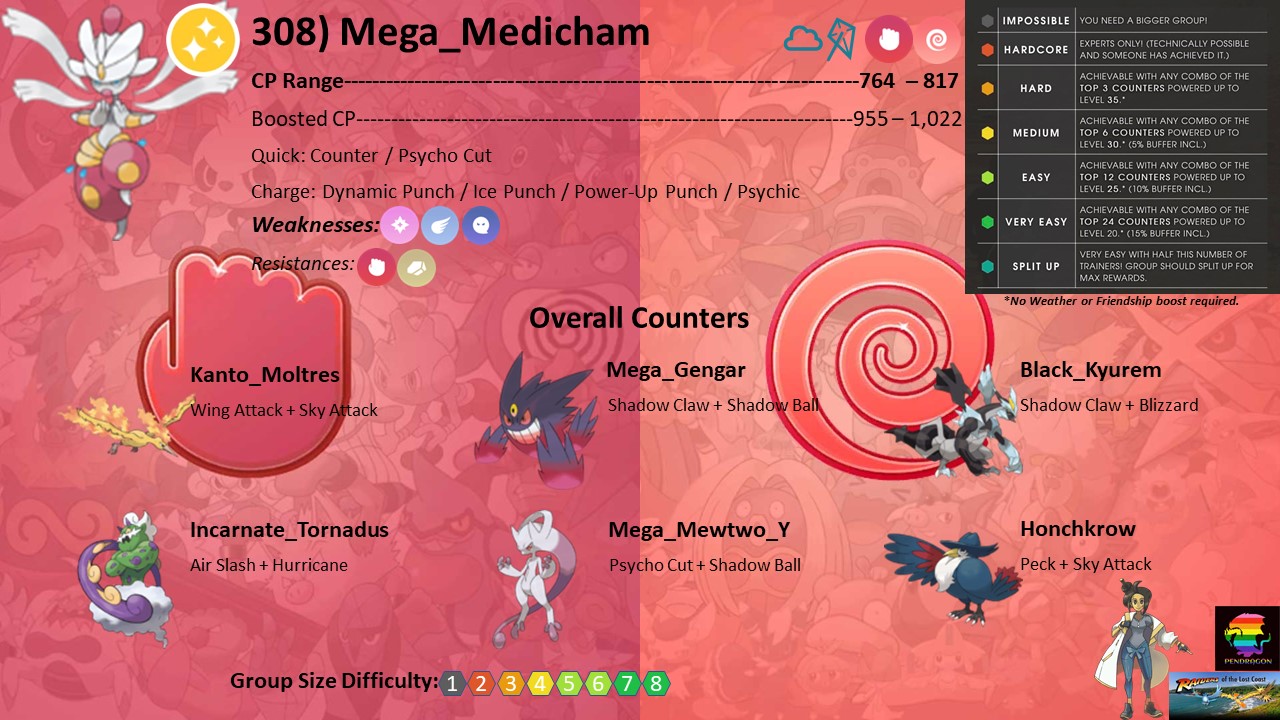 308) Mega_Medicham
CP Range--------------------------------------------------------------------------764 – 817
Boosted CP-----------------------------------------------------------------------955 – 1,022
Quick: Counter / Psycho Cut
Charge: Dynamic Punch / Ice Punch / Power-Up Punch / Psychic
Weaknesses:
Resistances:
IMPOSSIBLE YOU NEED A BIGGER GROUP!
HARDCORE EXPERTS ONLY! (TECHNICALLY POSSIBLE
AND SOMEONE HAS ACHIEVED IT.)
HARD ACHIEVABLE WITH ANY COMBO OF THE
TOP 3 COUNTERS POWERED UP TO
LEVEL 35.*
MEDIUM ACHIEVABLE WITH ANY COMBO OF THE
TOP 6 COUNTERS POWERED UP TO
LEVEL 30.* (5% BUFFER INCL.)
EASY ACHIEVABLE WITH ANY COMBO OF THE
TOP 12 COUNTERS POWERED UP TO
LEVEL 25.* (10% BUFFER INCL.)
VERY EASY ACHIEVABLE WITH ANY COMBO OF THE
TOP 24 COUNTERS POWERED UP TO
LEVEL 20.* (15% BUFFER INCL.)
SPLIT UP VERY EASY WITH HALF THIS NUMBER OF
TRAINERS! GROUP SHOULD SPLIT UP FOR
MAX REWARDS.
*No Weather or Friendship boost required.
Overall Counters
Kanto_Moltres
Wing Attack + Sky Attack
Mega_Gengar
Shadow Claw + Shadow Ball
Black_Kyurem
Shadow Claw + Blizzard
Incarnate_Tornadus
Air Slash + Hurricane
Mega_Mewtwo_Y
Psycho Cut + Shadow Ball
Honchkrow
Peck + Sky Attack
Group Size Difficulty: 1 2 3 4 5 6 7 8
PENDRAGON
RAIDERS of the Lost Coast